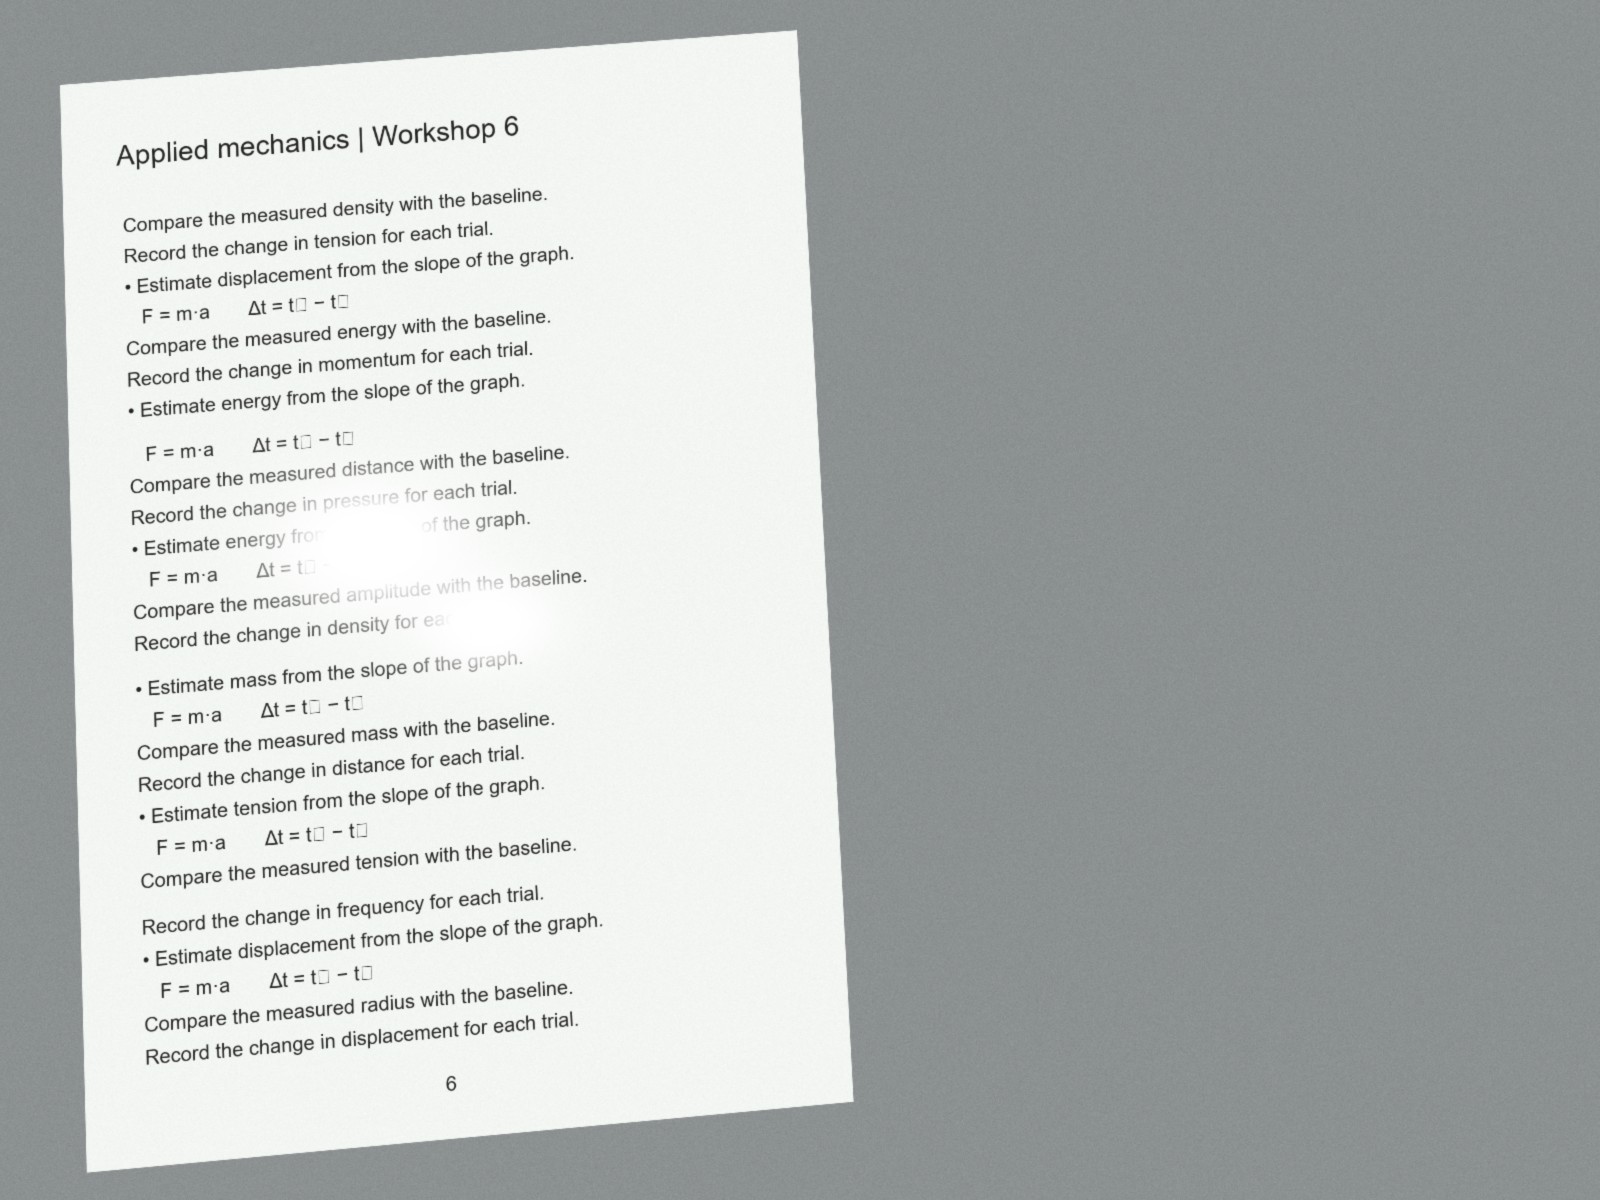 Applied mechanics | Workshop 6
Compare the measured density with the baseline.
Record the change in tension for each trial.
• Estimate displacement from the slope of the graph.
F = m·a Δt = t□ − t□
Compare the measured energy with the baseline.
Record the change in momentum for each trial.
• Estimate energy from the slope of the graph.
F = m·a Δt = t□ − t□
Compare the measured distance with the baseline.
Record the change in pressure for each trial.
• Estimate energy of the graph.
F = m·a Δt = t□ -
Compare the measured amplitude with the baseline.
Record the change in density for
• Estimate mass from the slope of the graph.
F = m·a Δt = t□ − t□
Compare the measured mass with the baseline.
Record the change in distance for each trial.
• Estimate tension from the slope of the graph.
F = m·a Δt = t□ − t□
Compare the measured tension with the baseline.
Record the change in frequency for each trial.
• Estimate displacement from the slope of the graph.
F = m·a Δt = t□ − t□
Compare the measured radius with the baseline.
Record the change in displacement for each trial.
6